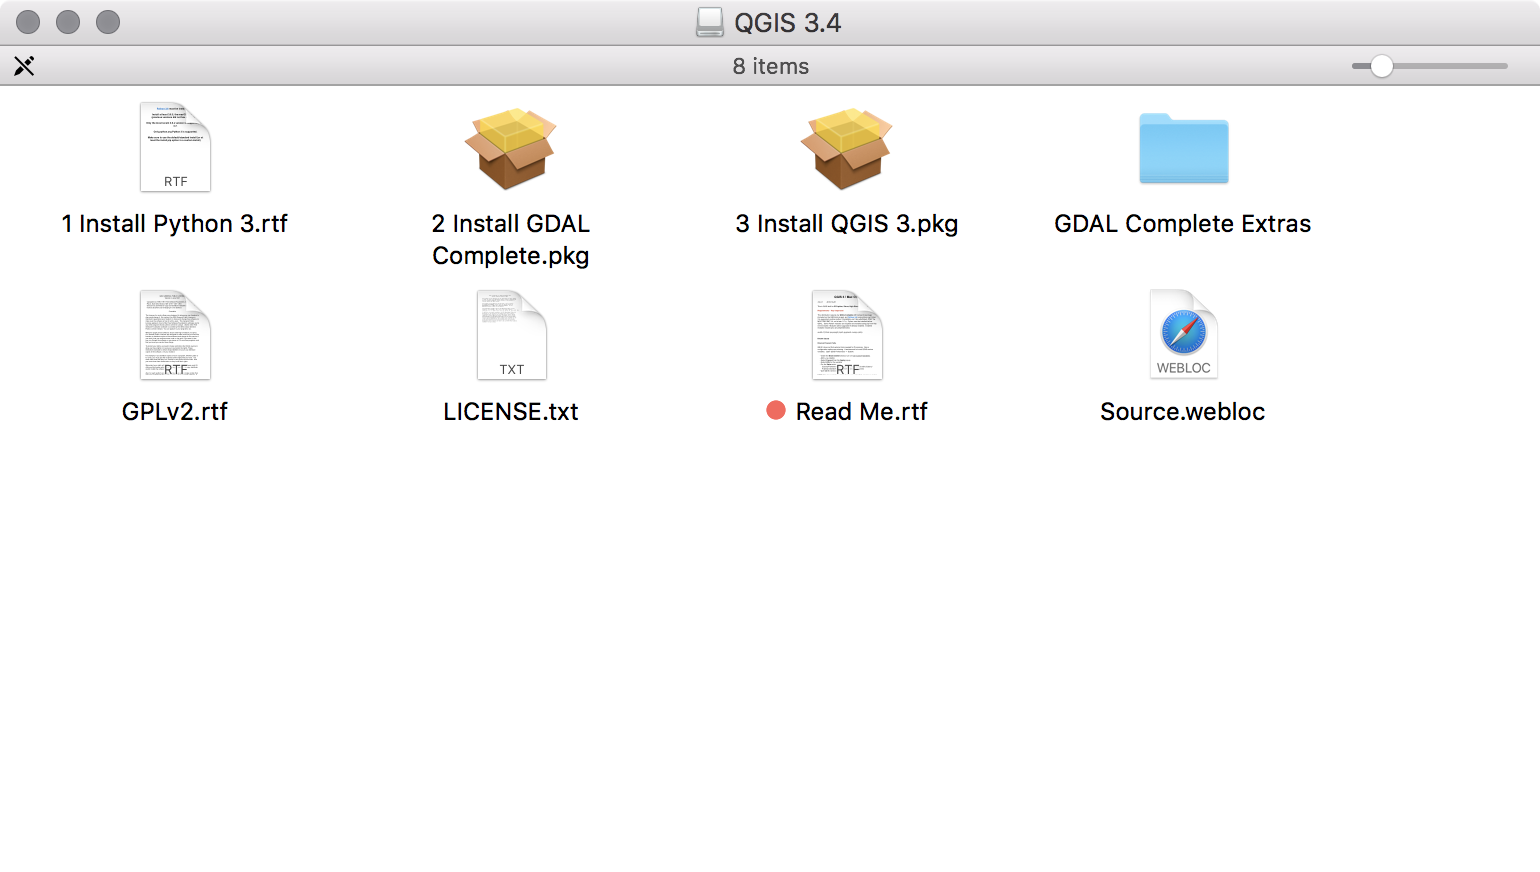 QGIS 3.4
8 items
RTF
1 Install Python 3.rtf
2 Install GDAL
Complete.pkg
3 Install QGIS 3.pkg
GDAL Complete Extras
RTF
GPLv2.rtf
TXT
LICENSE.txt
RTF
Read Me.rtf
WEBLOC
Source.webloc